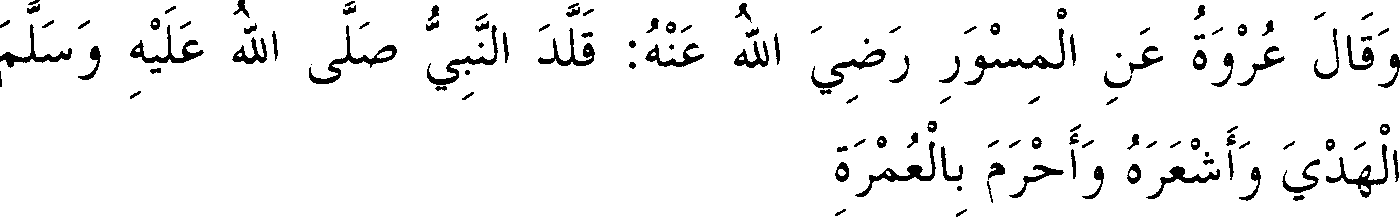 وَقَالَ عُرْوَةُ عَنِ الْمِسْوَرِ رَضِيَ اللهُ عَنْهُ: قَلَّدَ النَّبِيُّ صَلَّى اللهُ عَلَيْهِ وَسَلَّمَ
الْهَدْيَ وَأَشْعَرَهُ وَأَحْرَمَ بِالْعُمْرَةِ